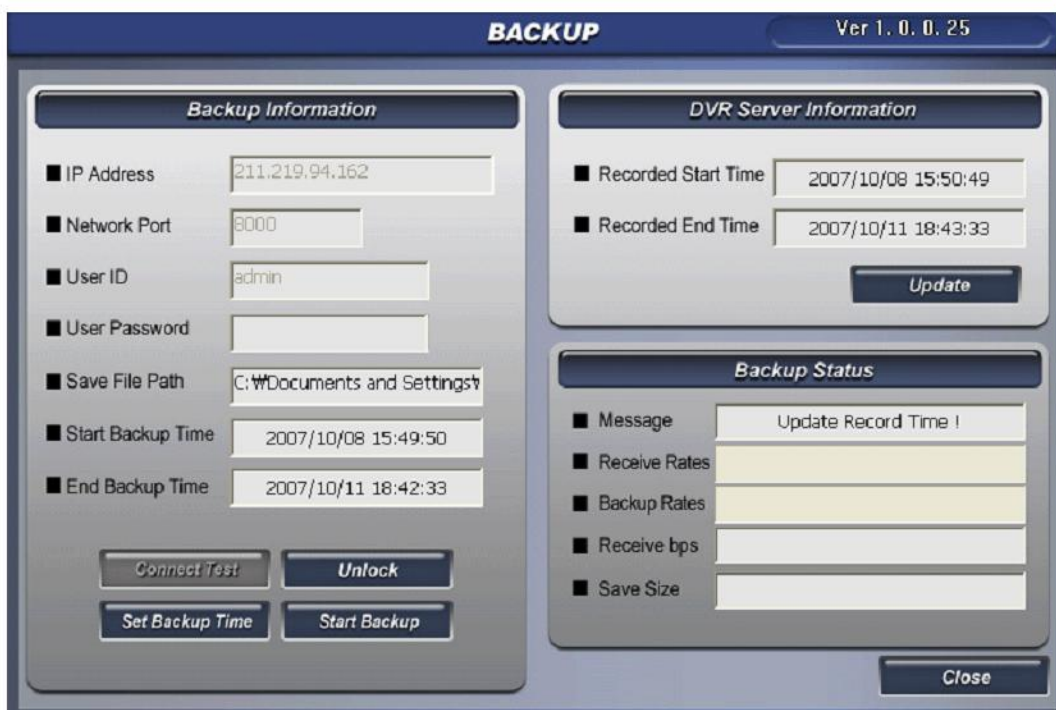 BACKUP
Ver 1. 0. 0. 25
Backup Information
IP Address 211.219.94.162
Network Port 8000
User ID admin
User Password
Save File Path C:₩Documents and Settings₩
Start Backup Time 2007/10/08 15:49:50
End Backup Time 2007/10/11 18:42:33
Connect Test Unlock
Set Backup Time Start Backup
DVR Server Information
Recorded Start Time 2007/10/08 15:50:49
Recorded End Time 2007/10/11 18:43:33
Update
Backup Status
Message Update Record Time !
Receive Rates
Backup Rates
Receive bps
Save Size
Close